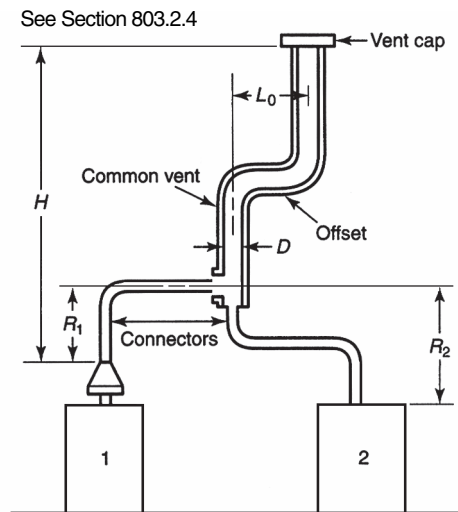 See Section 803.2.4
Vent cap
L0
Common vent
H
Offset
D
R1
Connectors
R2
1
2